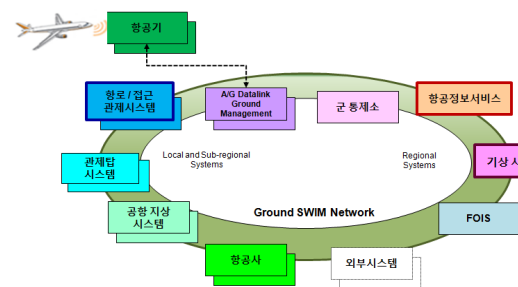 항공기
항로 / 접근
관제시스템
A/G Datalink
Ground
Management
군 통제소
항공정보서비스
관제탑
시스템
Local and Sub-regional
Systems
Regional
Systems
기상 시
공항 지상
시스템
Ground SWIM Network
FOIS
항공사
외부시스템